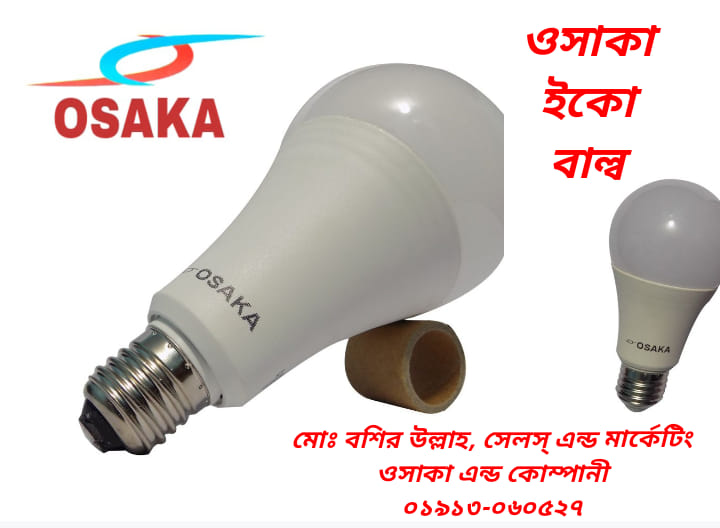 OSAKA
ওসাকা
ইকো
বাল্ব
OSAKA
OSAKA
মোঃ বশির উল্লাহ, সেলস্ এন্ড মার্কেটিং
ওসাকা এন্ড কোম্পানী
০১৯১৩-০৬০৫২৭